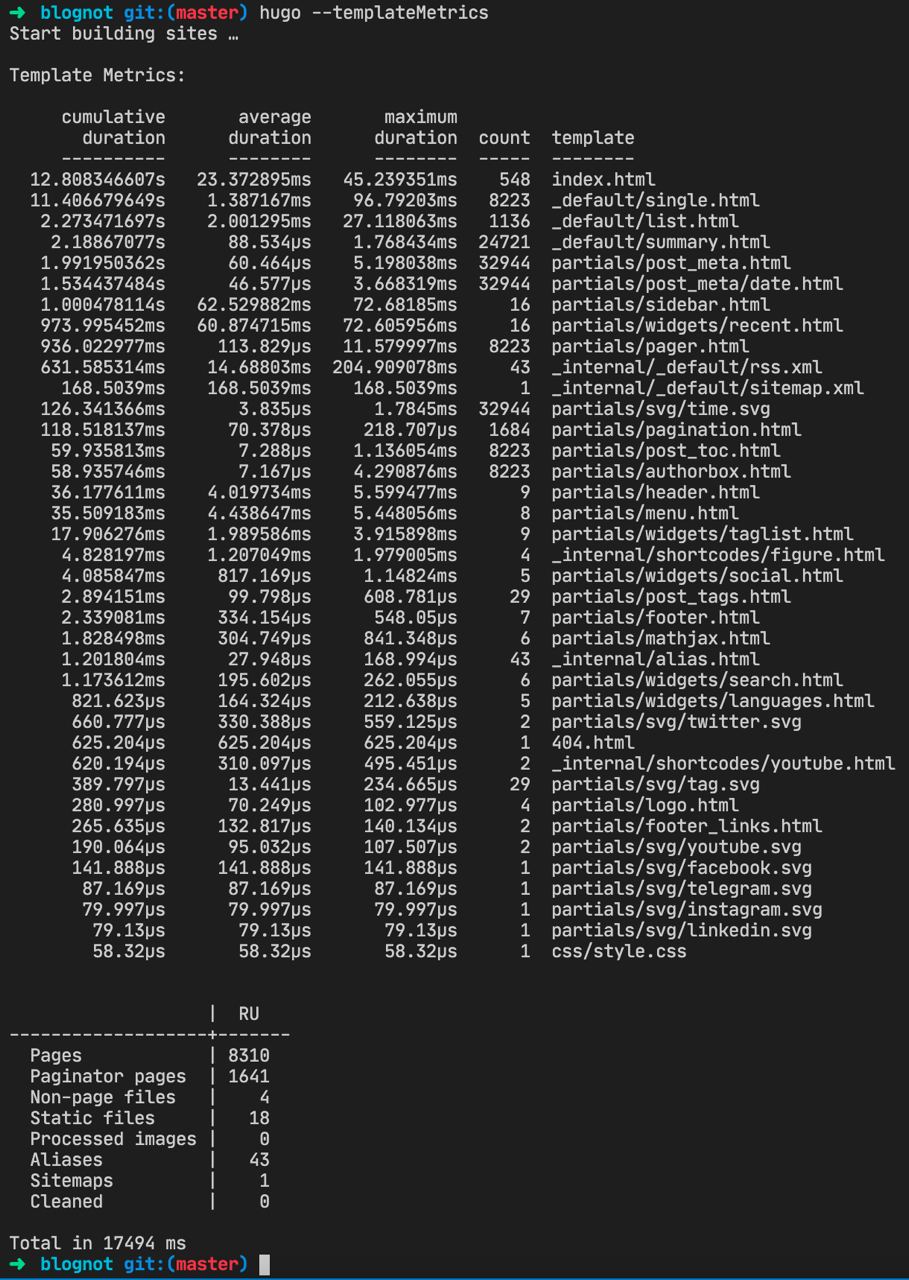 ➜  blognot git:(master) hugo --templateMetrics
Start building sites …

Template Metrics:

     cumulative       average       maximum
       duration      duration      duration  count  template
     ----------      --------      --------  -----  --------
  12.808346607s   23.372895ms   45.239351ms    548  index.html
  11.406679649s    1.387167ms    96.79203ms   8223  _default/single.html
   2.273471697s    2.001295ms   27.118063ms   1136  _default/list.html
    2.18867077s      88.534µs    1.768434ms  24721  _default/summary.html
   1.991950362s      60.464µs    5.198038ms  32944  partials/post_meta.html
   1.534437484s      46.577µs    3.668319ms  32944  partials/post_meta/date.html
   1.000478114s   62.529882ms    72.68185ms     16  partials/sidebar.html
   973.995452ms   60.874715ms   72.605956ms     16  partials/widgets/recent.html
   936.022977ms     113.829µs   11.579997ms   8223  partials/pager.html
   631.585314ms    14.68803ms  204.909078ms     43  _internal/_default/rss.xml
     168.5039ms    168.5039ms    168.5039ms      1  _internal/_default/sitemap.xml
   126.341366ms       3.835µs      1.7845ms  32944  partials/svg/time.svg
   118.518137ms      70.378µs     218.707µs   1684  partials/pagination.html
    59.935813ms       7.288µs    1.136054ms   8223  partials/post_toc.html
    58.935746ms       7.167µs    4.290876ms   8223  partials/authorbox.html
    36.177611ms    4.019734ms    5.599477ms      9  partials/header.html
    35.509183ms    4.438647ms    5.448056ms      8  partials/menu.html
    17.906276ms    1.989586ms    3.915898ms      9  partials/widgets/taglist.html
     4.828197ms    1.207049ms    1.979005ms      4  _internal/shortcodes/figure.html
     4.085847ms     817.169µs     1.14824ms      5  partials/widgets/social.html
     2.894151ms      99.798µs     608.781µs     29  partials/post_tags.html
     2.339081ms     334.154µs      548.05µs      7  partials/footer.html
     1.828498ms     304.749µs     841.348µs      6  partials/mathjax.html
     1.201804ms      27.948µs     168.994µs     43  _internal/alias.html
     1.173612ms     195.602µs     262.055µs      6  partials/widgets/search.html
      821.623µs     164.324µs     212.638µs      5  partials/widgets/languages.html
      660.777µs     330.388µs     559.125µs      2  partials/svg/twitter.svg
      625.204µs     625.204µs     625.204µs      1  404.html
      620.194µs     310.097µs     495.451µs      2  _internal/shortcodes/youtube.html
      389.797µs      13.441µs     234.665µs     29  partials/svg/tag.svg
      280.997µs      70.249µs     102.977µs      4  partials/logo.html
      265.635µs     132.817µs     140.134µs      2  partials/footer_links.html
      190.064µs      95.032µs     107.507µs      2  partials/svg/youtube.svg
      141.888µs     141.888µs     141.888µs      1  partials/svg/facebook.svg
       87.169µs      87.169µs      87.169µs      1  partials/svg/telegram.svg
       79.997µs      79.997µs      79.997µs      1  partials/svg/instagram.svg
        79.13µs       79.13µs       79.13µs      1  partials/svg/linkedin.svg
        58.32µs       58.32µs       58.32µs      1  css/style.css

                   |  RU
-------------------+-------
  Pages            | 8310
  Paginator pages  | 1641
  Non-page files   |    4
  Static files     |   18
  Processed images |    0
  Aliases          |   43
  Sitemaps         |    1
  Cleaned          |    0

Total in 17494 ms
➜  blognot git:(master)